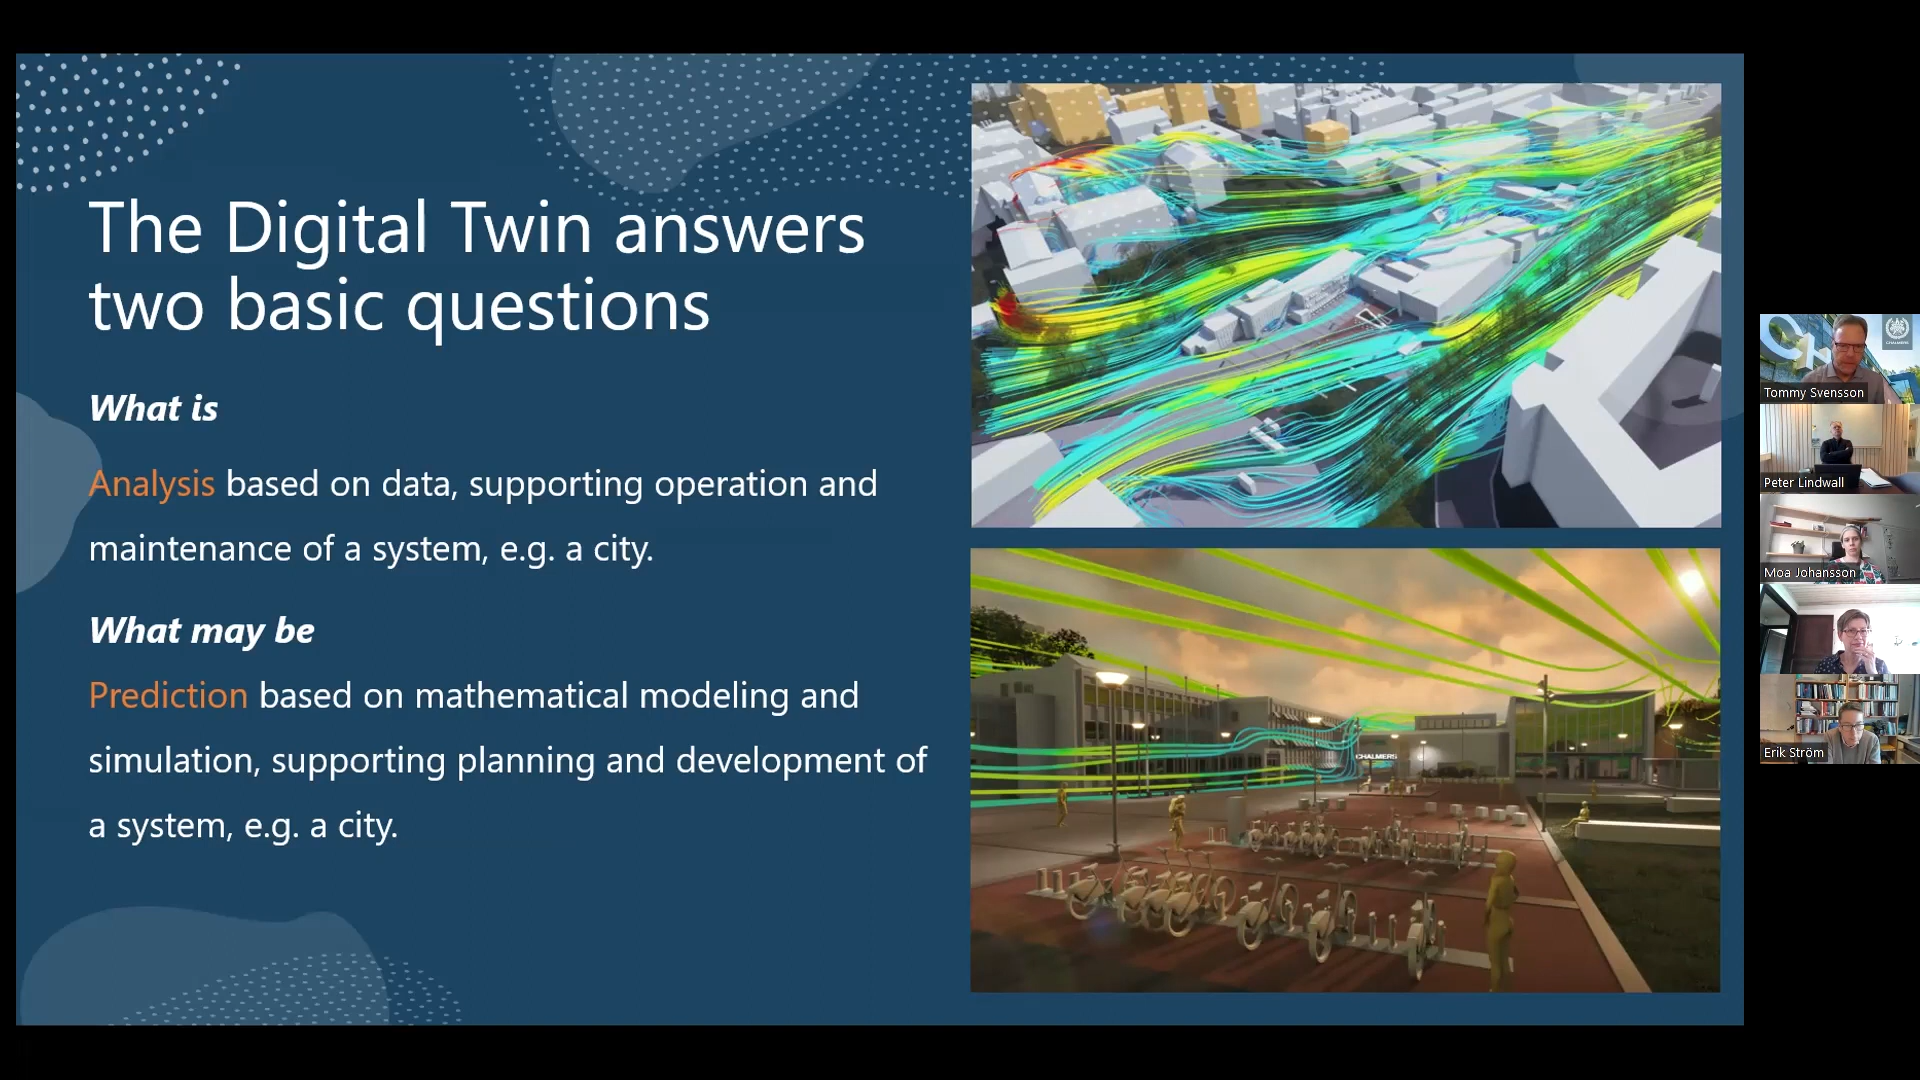 The Digital Twin answers
two basic questions
What is
Analysis based on data, supporting operation and
maintenance of a system, e.g. a city.
What may be
Prediction based on mathematical modeling and
simulation, supporting planning and development of
a system, e.g. a city.
CHALMERS
CHALMERS
Tommy Svensson
Peter Lindwall
Moa Johansson
Erik Ström